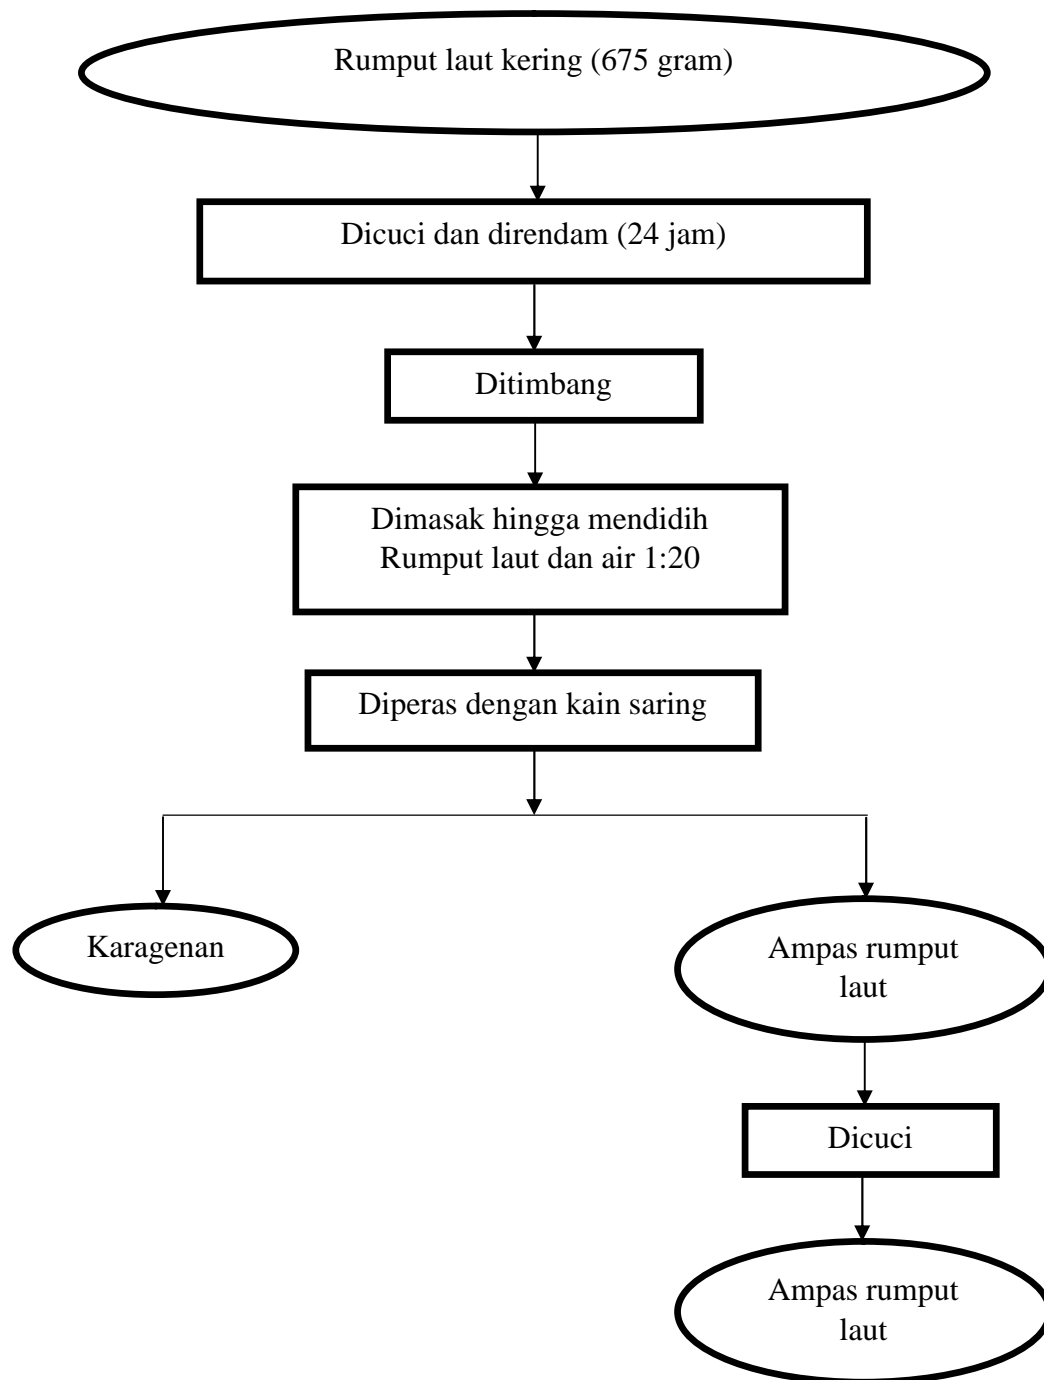 Rumput laut kering (675 gram)
Dicuci dan direndam (24 jam)
Ditimbang
Dimasak hingga mendidih
Rumput laut dan air 1:20
Diperas dengan kain saring
Karagenan
Ampas rumput
laut
Dicuci
Ampas rumput
laut